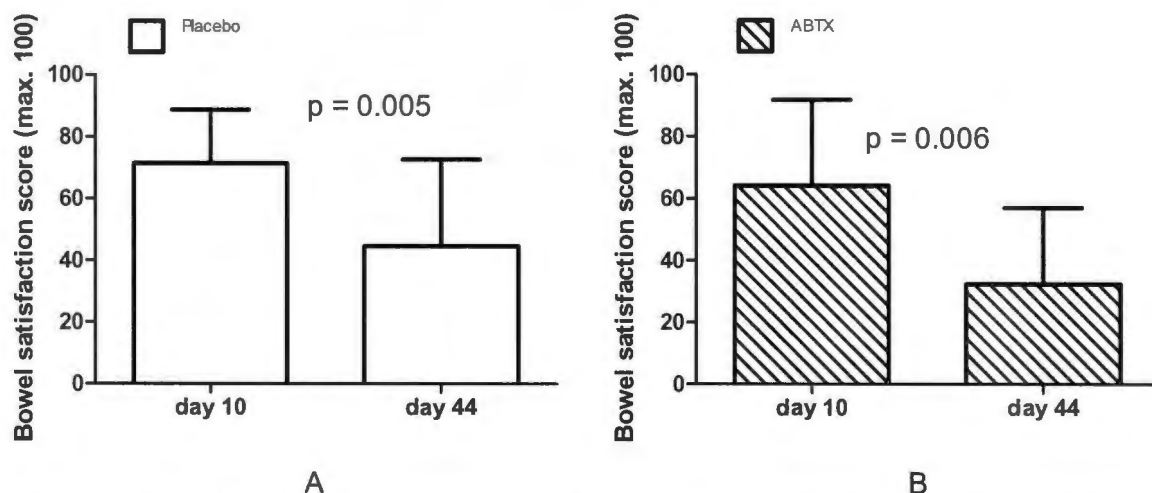 Placebo
Bowel satisfaction score (max. 100)
100
80
60
40
20
0
p = 0.005
day 10
day 44
A
ABTX
Bowel satisfaction score (max. 100)
100
80
60
40
20
0
p = 0.006
day 10
day 44
B